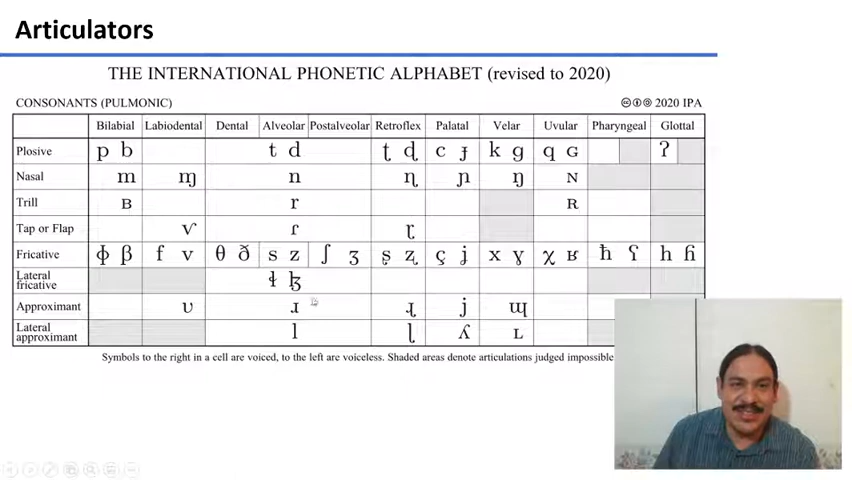 Articulators
THE INTERNATIONAL PHONETIC ALPHABET (revised to 2020)
CONSONANTS (PULMONIC) 2020 IPA
Bilabial Labiodental Dental Alveolar Postalveolar Retroflex Palatal Velar Uvular Pharyngeal Glottal
Plosive p b t d ʈ ɖ c ɟ k ɡ q ɢ ʔ
Nasal m ɱ n ɳ ɲ ŋ ɴ
Trill ʙ r ʀ
Tap or Flap ⱱ ɾ ɽ
Fricative ɸ β f v θ ð s z ʃ ʒ ʂ ʐ ç ʝ x ɣ χ ʁ ħ ʕ h ɦ
Lateral
fricative ɬ ɮ
Approximant ʋ ɹ ɻ j ɰ
Lateral
approximant l ɭ ʎ ʟ
Symbols to the right in a cell are voiced, to the left are voiceless. Shaded areas denote articulations judged impossible